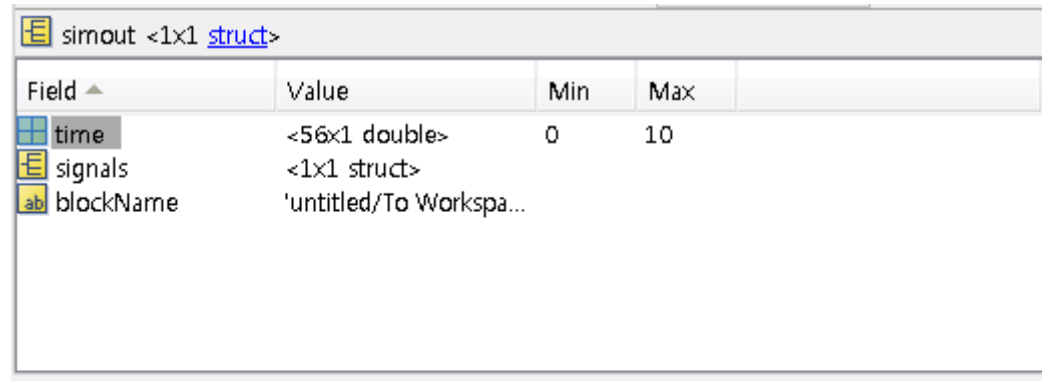 simout <1x1 struct>
Field Value Min Max
time <56x1 double> 0 10
signals <1x1 struct>
ab blockName 'untitled/To Workspa...